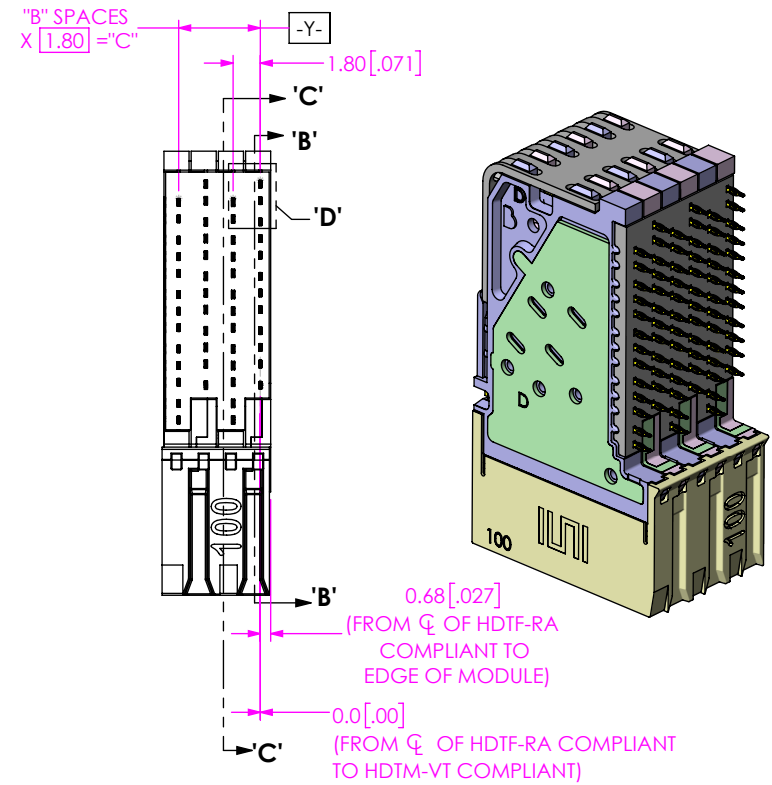 "B" SPACES
X 1.80 ="C"
-Y-
1.80[.071]
'C'
'B'
'D'
100
'B'
0.68[.027]
(FROM ℄ OF HDTF-RA
COMPLIANT TO
EDGE OF MODULE)
0.0[.00]
(FROM ℄ OF HDTF-RA COMPLIANT
TO HDTM-VT COMPLIANT)
'C'
D
B
D
100
100